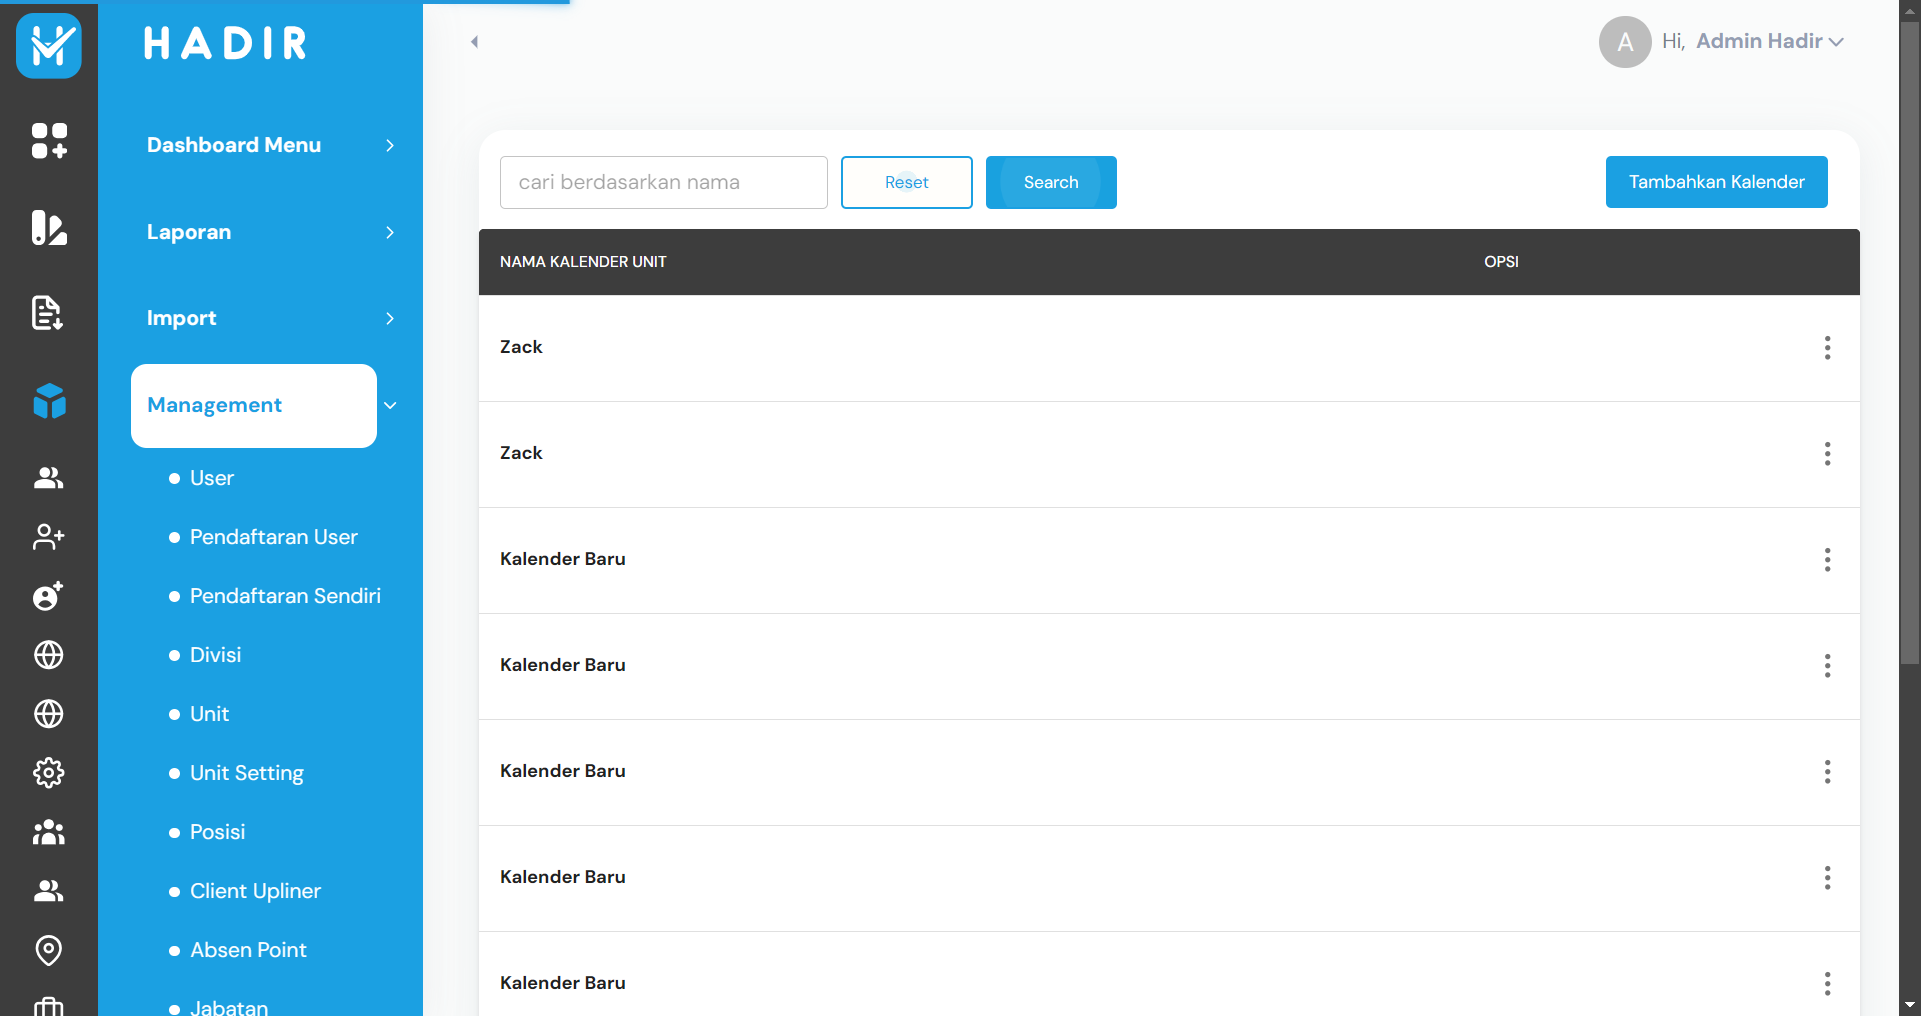 HADIR
A Hi, Admin Hadir
Dashboard Menu
Laporan
Import
Management
User
Pendaftaran User
Pendaftaran Sendiri
Divisi
Unit
Unit Setting
Posisi
Client Upliner
Absen Point
Jabatan
cari berdasarkan nama
Reset
Search
Tambahkan Kalender
NAMA KALENDER UNIT OPSI
Zack
Zack
Kalender Baru
Kalender Baru
Kalender Baru
Kalender Baru
Kalender Baru